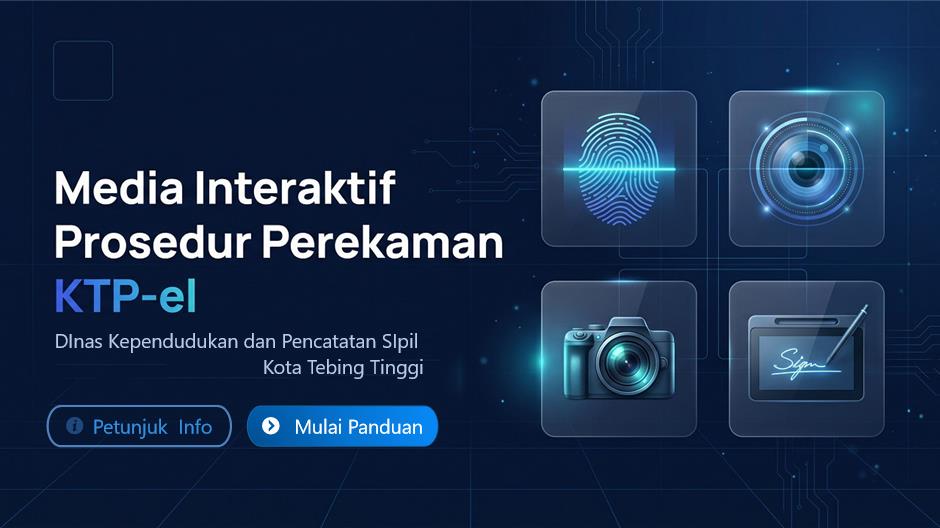 Media Interaktif
Prosedur Perekaman
KTP-el
DInas Kependudukan dan Pencatatan SIpil
Kota Tebing Tinggi
Petunjuk Info
Mulai Panduan
Sign